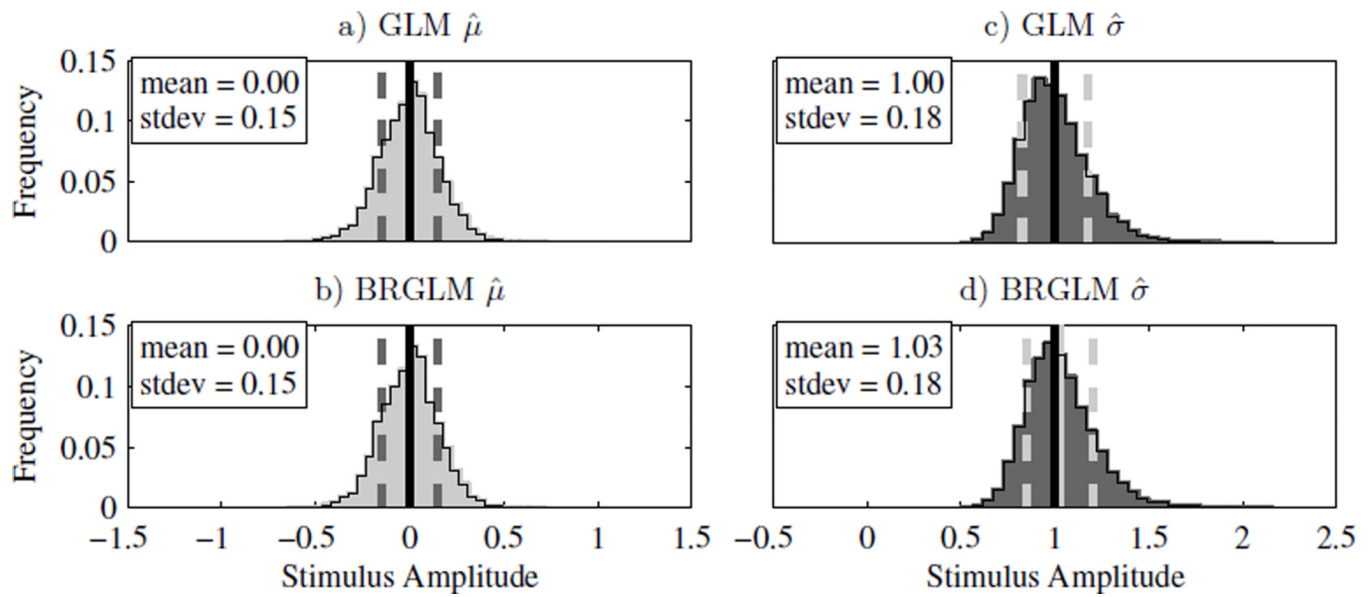 a) GLM μ̂
mean = 0.00
stdev = 0.15
Frequency
0.15
0.1
0.05
0
c) GLM σ̂
mean = 1.00
stdev = 0.18
b) BRGLM μ̂
mean = 0.00
stdev = 0.15
Frequency
0.15
0.1
0.05
0
−1.5 −1 −0.5 0 0.5 1 1.5
Stimulus Amplitude
d) BRGLM σ̂
mean = 1.03
stdev = 0.18
−0.5 0 0.5 1 1.5 2 2.5
Stimulus Amplitude